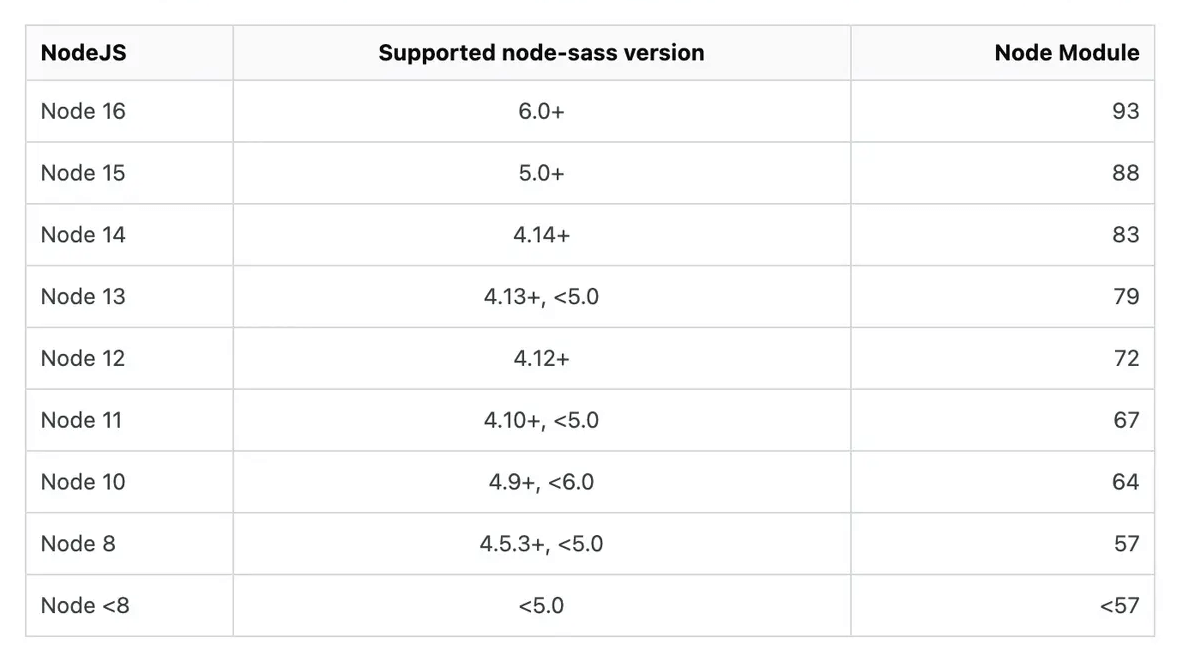 NodeJS Supported node-sass version Node Module
Node 16 6.0+ 93
Node 15 5.0+ 88
Node 14 4.14+ 83
Node 13 4.13+, <5.0 79
Node 12 4.12+ 72
Node 11 4.10+, <5.0 67
Node 10 4.9+, <6.0 64
Node 8 4.5.3+, <5.0 57
Node <8 <5.0 <57